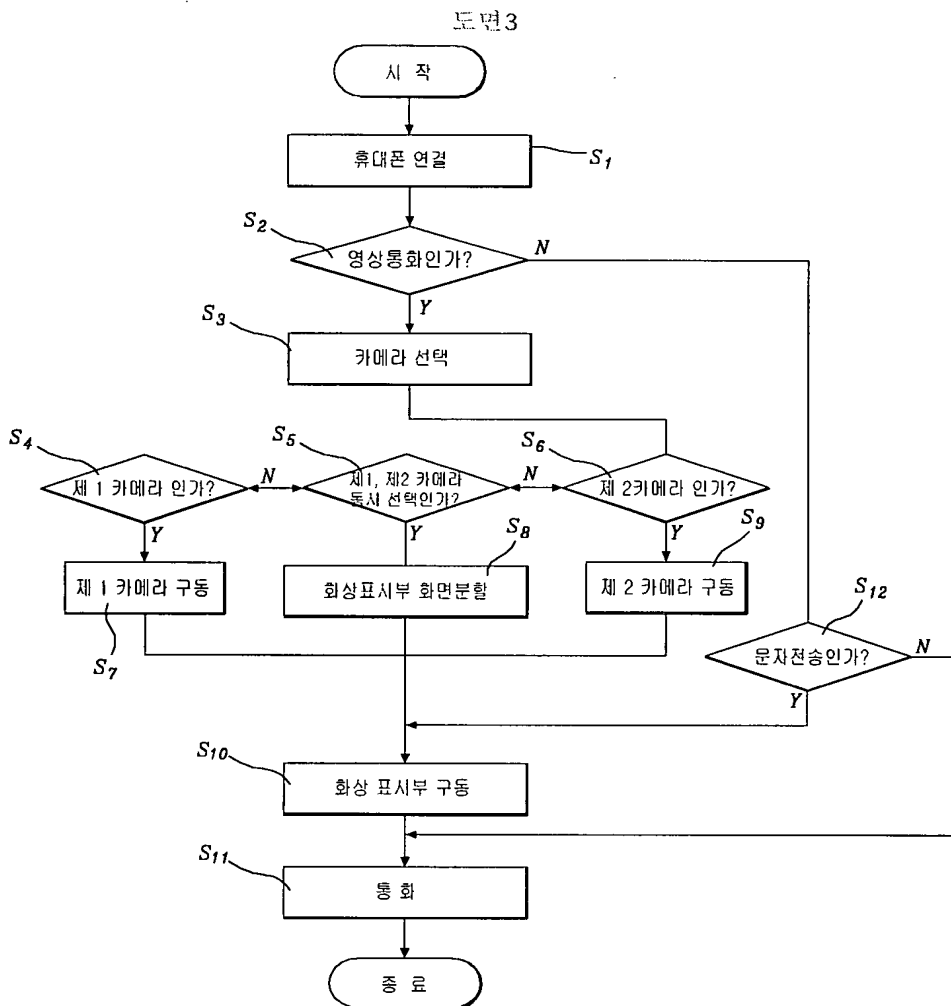 도면3
시 작
휴대폰 연결
S1
S2
영상통화인가?
N
Y
S3
카메라 선택
S4
제 1 카메라 인가?
N
S5
제1, 제2 카메라
동시 선택인가?
N
S6
제 2카메라 인가?
Y
Y
Y
S7
제 1 카메라 구동
S8
화상표시부 화면분할
S9
제 2 카메라 구동
S12
문자전송인가?
N
Y
S10
화상 표시부 구동
S11
통 화
종 료